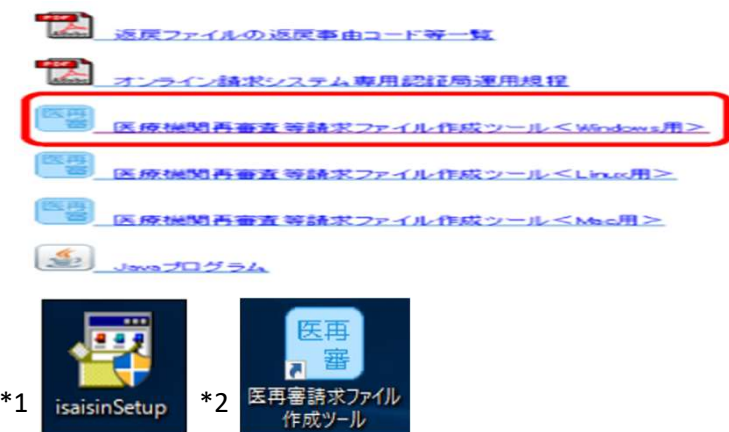 返戻ファイルの返戻事由コード等一覧
オンライン請求システム専用認証局運用規程
医再審 医療機関再審査等請求ファイル作成ツール＜Windows用＞
医再審 医療機関再審査等請求ファイル作成ツール＜Linux用＞
医再審 医療機関再審査等請求ファイル作成ツール＜Mac用＞
Javaプログラム
医再
審
*1 isaisinSetup *2 医再審請求ファイル
作成ツール